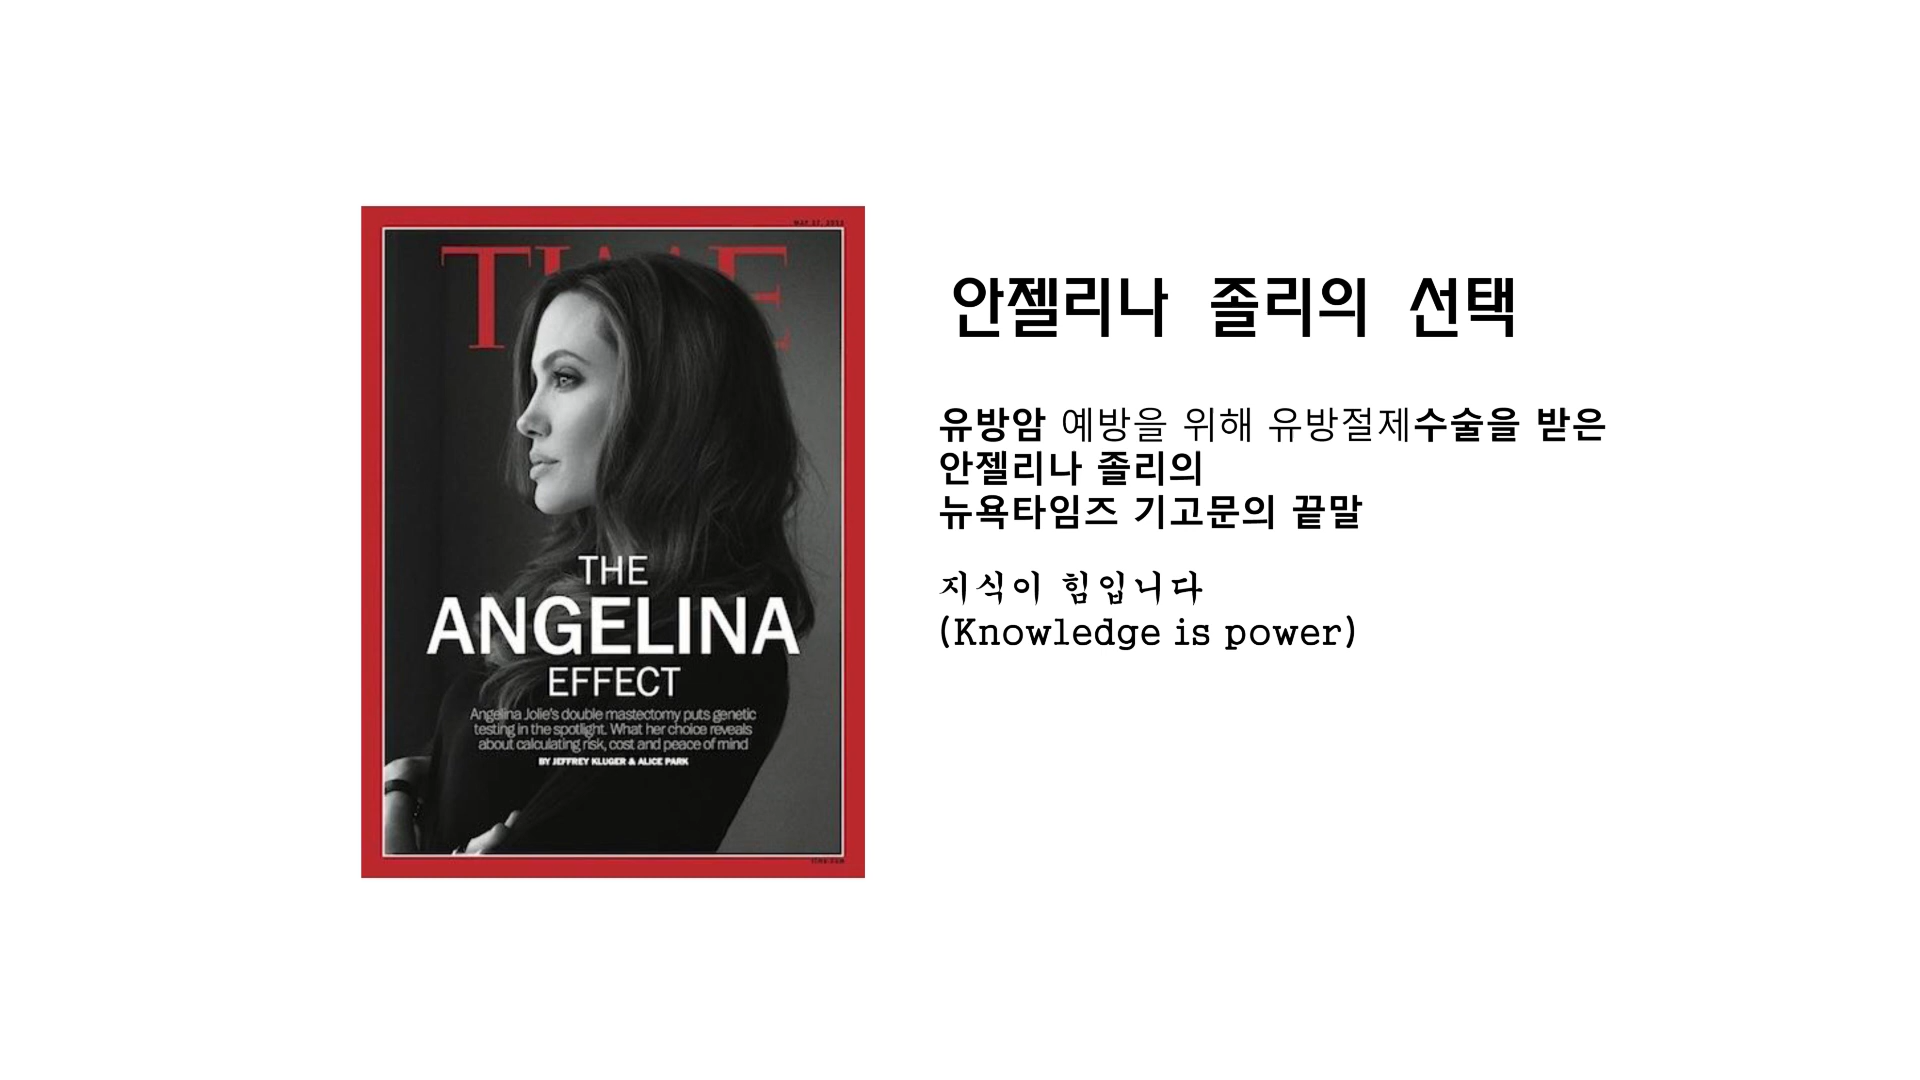 MAY 27, 2013
TIME
THE
ANGELINA
EFFECT
Angelina Jolie's double mastectomy puts genetic
testing in the spotlight. What her choice reveals
about calculating risk, cost and peace of mind
BY JEFFREY KLUGER & ALICE PARK
안젤리나 졸리의 선택
유방암 예방을 위해 유방절제수술을 받은
안젤리나 졸리의
뉴욕타임즈 기고문의 끝말
지식이 힘입니다
(Knowledge is power)